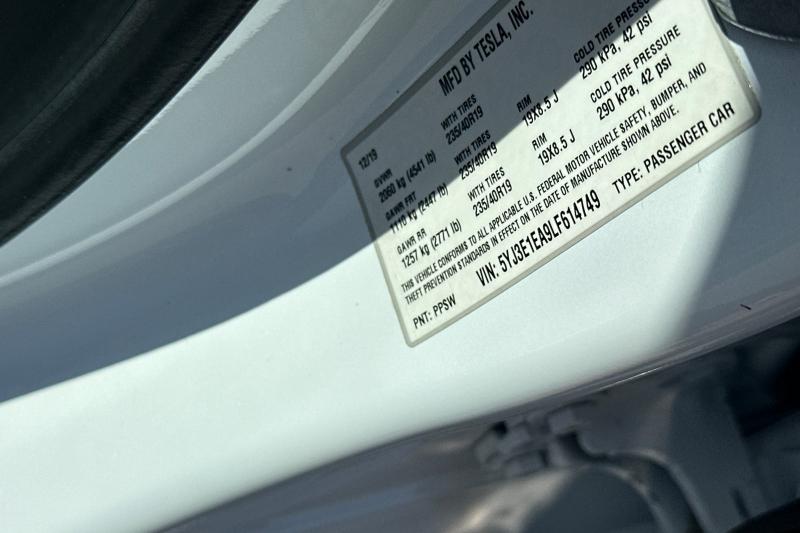 MFD BY TESLA, INC.
12/19
GVWR
2060 kg (4541 lb)
WITH TIRES
235/40R19
RIM
19X8.5 J
COLD TIRE PRESSURE
290 kPa, 42 psi
GAWR FRT
1110 kg (2447 lb)
WITH TIRES
235/40R19
RIM
19X8.5 J
COLD TIRE PRESSURE
290 kPa, 42 psi
GAWR RR
1257 kg (2771 lb)
WITH TIRES
235/40R19
THIS VEHICLE CONFORMS TO ALL APPLICABLE U.S. FEDERAL MOTOR VEHICLE SAFETY, BUMPER, AND
THEFT PREVENTION STANDARDS IN EFFECT ON THE DATE OF MANUFACTURE SHOWN ABOVE.
VIN: 5YJ3E1EA9LF614749 TYPE: PASSENGER CAR
PNT: PPSW